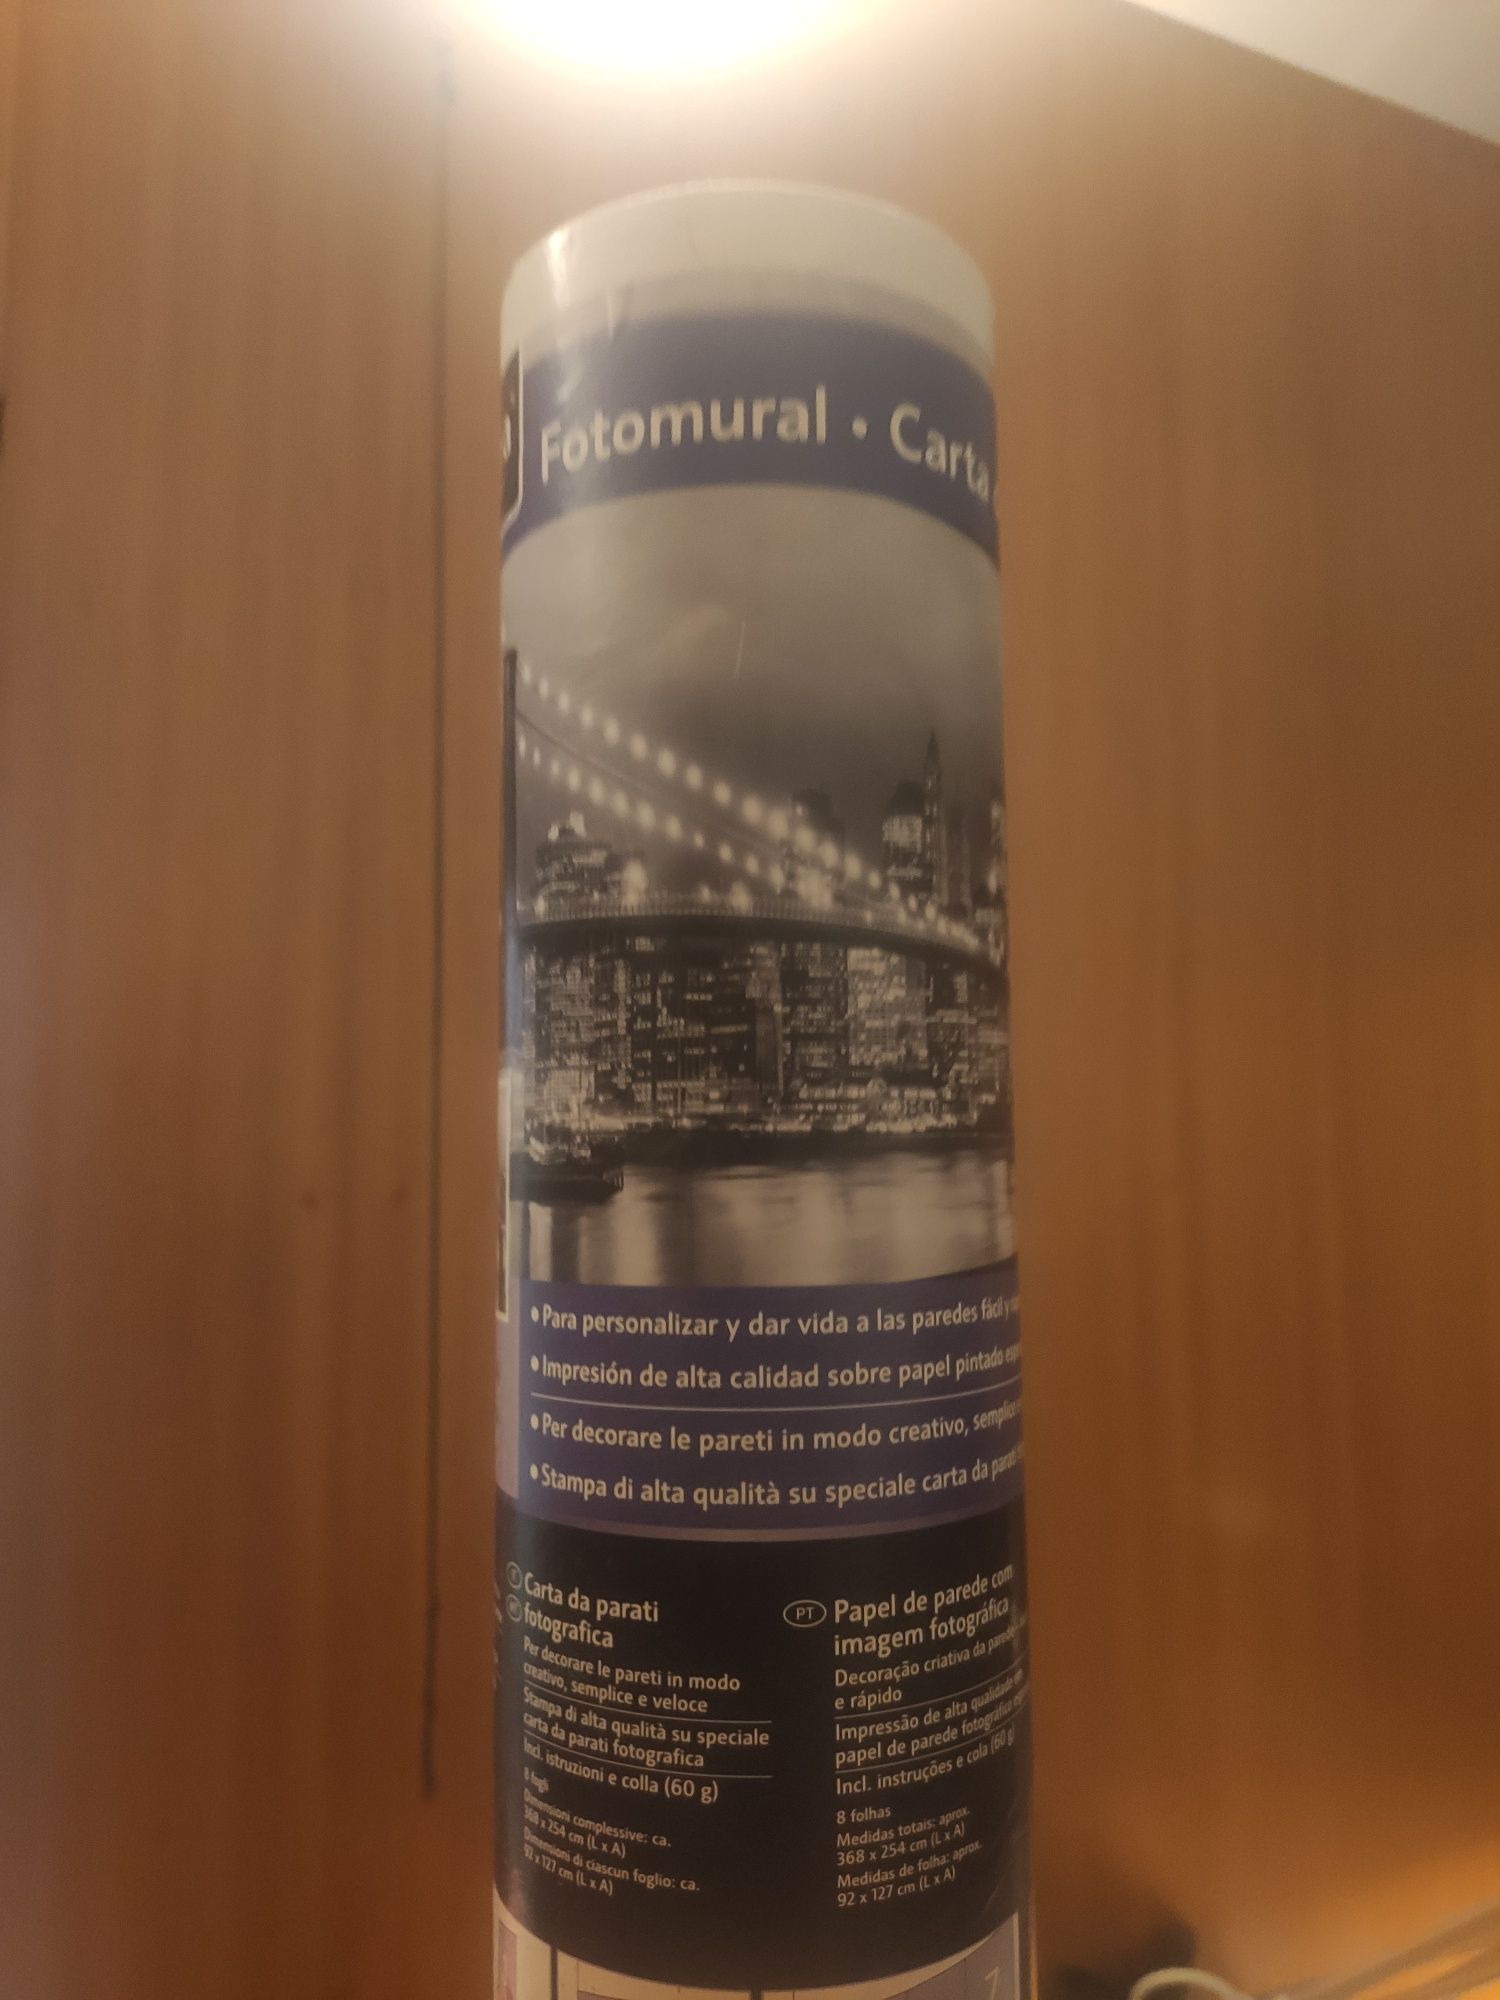 Fotomural • Carta
• Para personalizar y dar vida a las paredes fácil y
• Impresión de alta calidad sobre papel pintado
• Per decorare le pareti in modo creativo, semplice
• Stampa di alta qualità su speciale carta da parati
Carta da parati
fotografica
Per decorare le pareti in modo
creativo, semplice e veloce
Stampa di alta qualità su speciale
carta da parati fotografica
Incl. istruzioni e colla (60 g)
8 fogli
Dimensioni complessive: ca.
368 x 254 cm (L x A)
Dimensioni di ciascun foglio: ca.
92 x 127 cm (L x A)
PT Papel de parede com
imagem fotográfica
Decoração criativa da parede
e rápido
Impressão de alta qualidade em
papel de parede fotográfico
Incl. instruções e cola (60 g)
8 folhas
Medidas totais: aprox.
368 x 254 cm (L x A)
Medidas de folha: aprox.
92 x 127 cm (L x A)
7